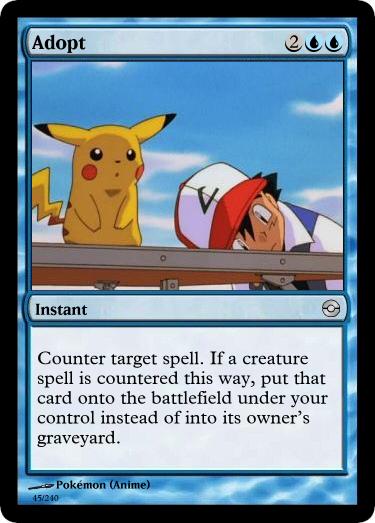 Adopt 2
Instant
Counter target spell. If a creature
spell is countered this way, put that
card onto the battlefield under your
control instead of into its owner's
graveyard.
Pokémon (Anime)
45/240